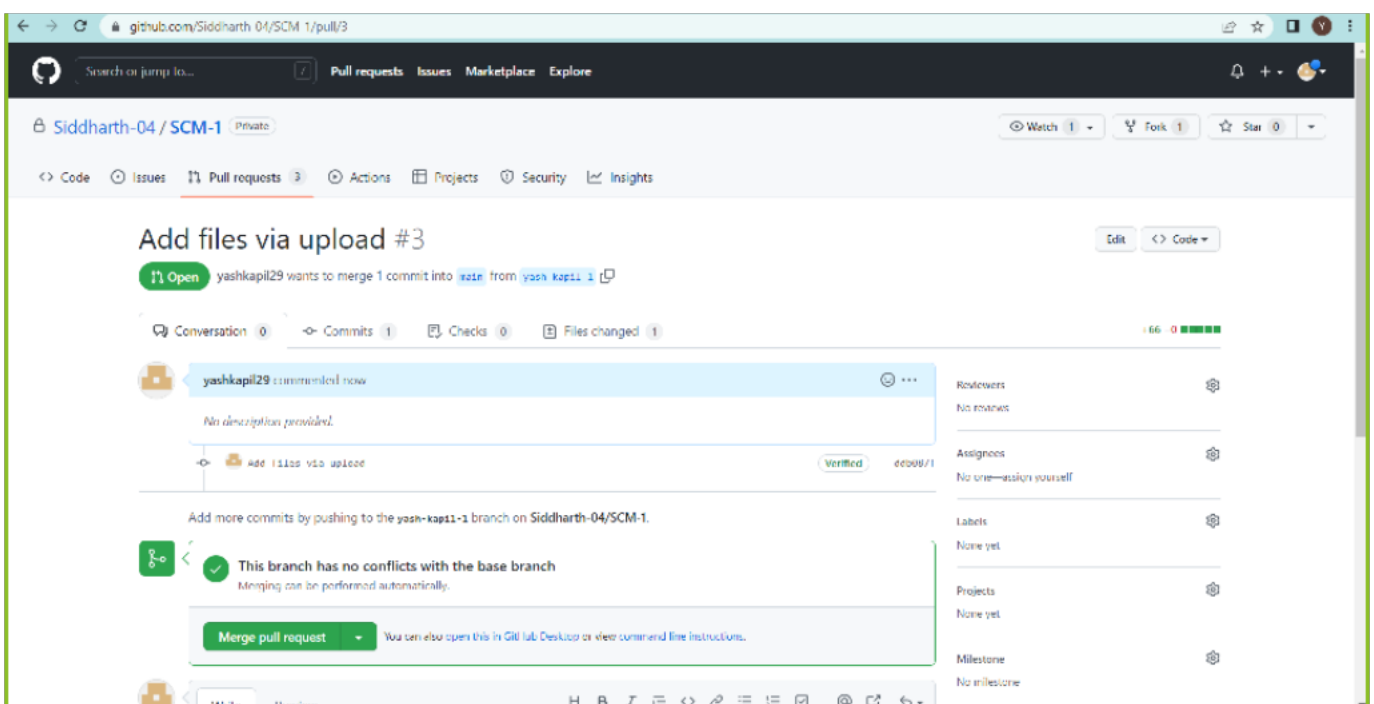 github.com/Siddharth-04/SCM-1/pull/3
Y
Search or jump to... /
Pull requests Issues Marketplace Explore
Siddharth-04 / SCM-1 Private
Watch 1 Fork 1 Star 0
Code Issues Pull requests 3 Actions Projects Security Insights
Add files via upload #3
Edit <> Code
Open yashkapil29 wants to merge 1 commit into main from yash-kapil-1
Conversation 0 Commits 1 Checks 0 Files changed 1
+66 -0
yashkapil29 commented now
No description provided.
Add files via upload Verified
Add more commits by pushing to the yash-kapil-1 branch on Siddharth-04/SCM-1.
This branch has no conflicts with the base branch
Merging can be performed automatically.
Merge pull request You can also open this in GitHub Desktop or view command line instructions.
Reviewers
No reviews
Assignees
No one—assign yourself
Labels
None yet
Projects
None yet
Milestone
No milestone
H B I